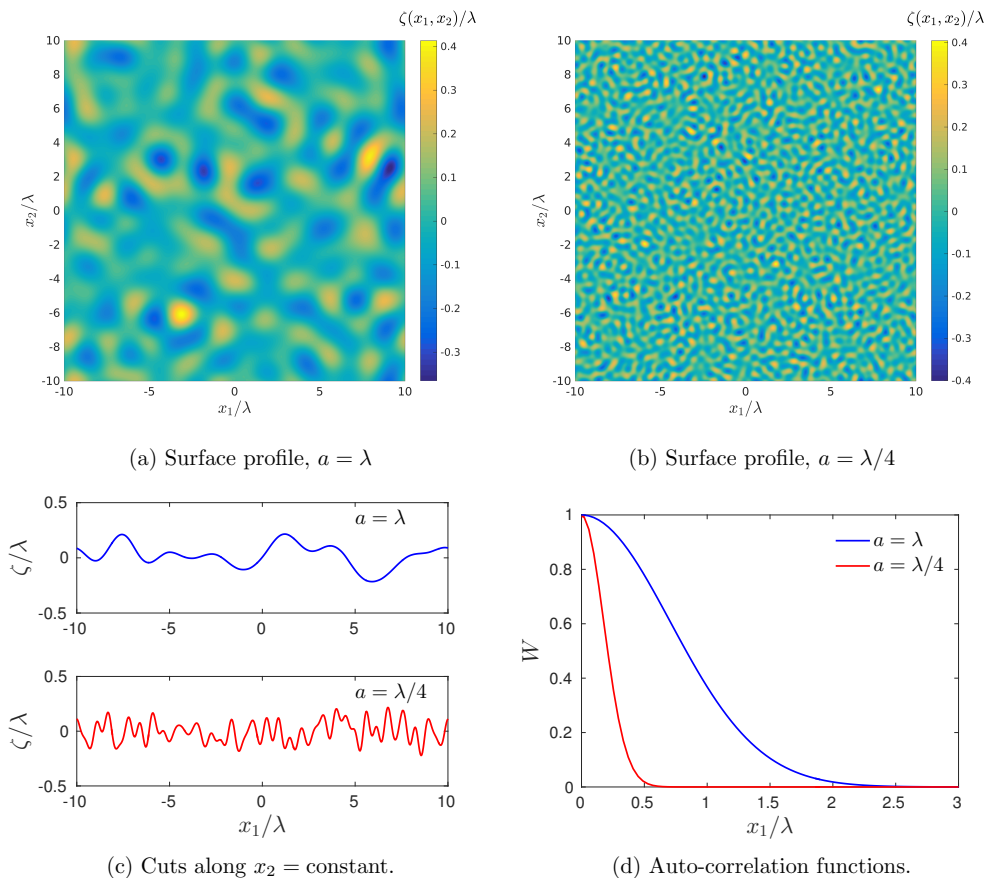 ζ(x₁, x₂)/λ
10
8
6
4
2
0
-2
-4
-6
-8
-10
x₂/λ
-10 -5 0 5 10
x₁/λ
0.4
0.3
0.2
0.1
0
-0.1
-0.2
-0.3
(a) Surface profile, a = λ
ζ(x₁, x₂)/λ
10
8
6
4
2
0
-2
-4
-6
-8
-10
x₂/λ
-10 -5 0 5 10
x₁/λ
0.4
0.3
0.2
0.1
0
-0.1
-0.2
-0.3
-0.4
(b) Surface profile, a = λ/4
0.5
0
-0.5
ζ/λ
a = λ
-10 -5 0 5 10
0.5
0
-0.5
ζ/λ
a = λ/4
-10 -5 0 5 10
x₁/λ
(c) Cuts along x₂ = constant.
1
0.8
0.6
0.4
0.2
0
W
a = λ
a = λ/4
0 0.5 1 1.5 2 2.5 3
x₁/λ
(d) Auto-correlation functions.